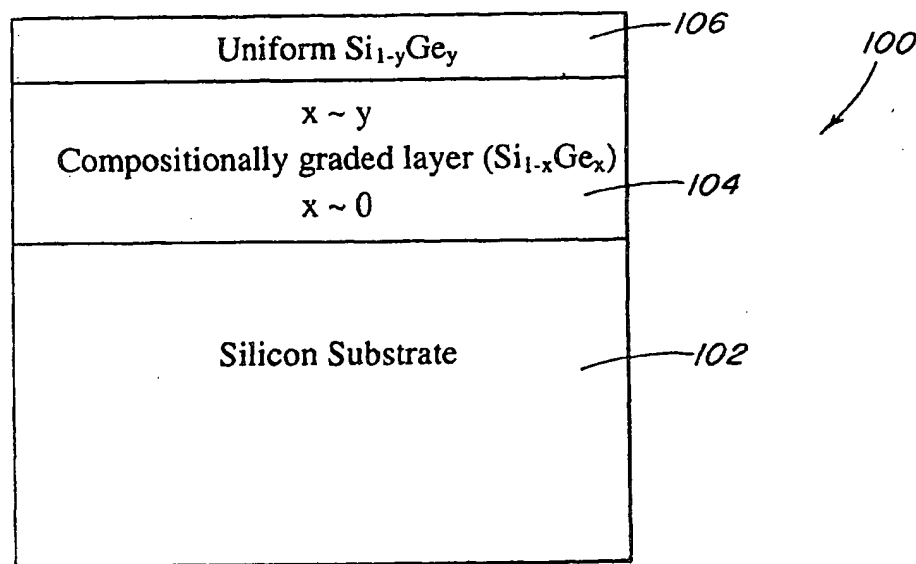 106
Uniform Si₁₋yGey
100
x ~ y
Compositionally graded layer (Si₁₋ₓGeₓ)
104
x ~ 0
Silicon Substrate
102